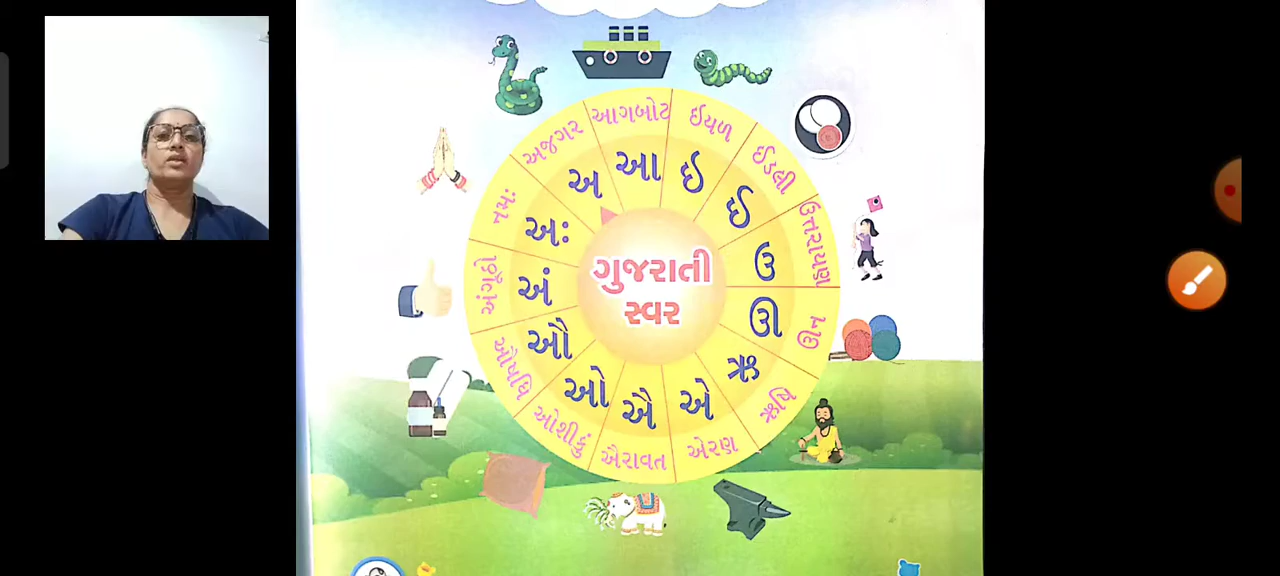 ગુજરાતી
સ્વર
અ
અજગર
આ
આગબોટ
ઇ
ઇયળ
ઈ
ઈડલી
ઉ
ઉત્તરાયણ
ઊ
ઊન
ઋ
ઋષિ
એ
એરણ
ઐ
ઐરાવત
ઓ
ઓશીકું
ઔ
ઔષધિ
અં
અંગૂઠો
અઃ
નમઃ